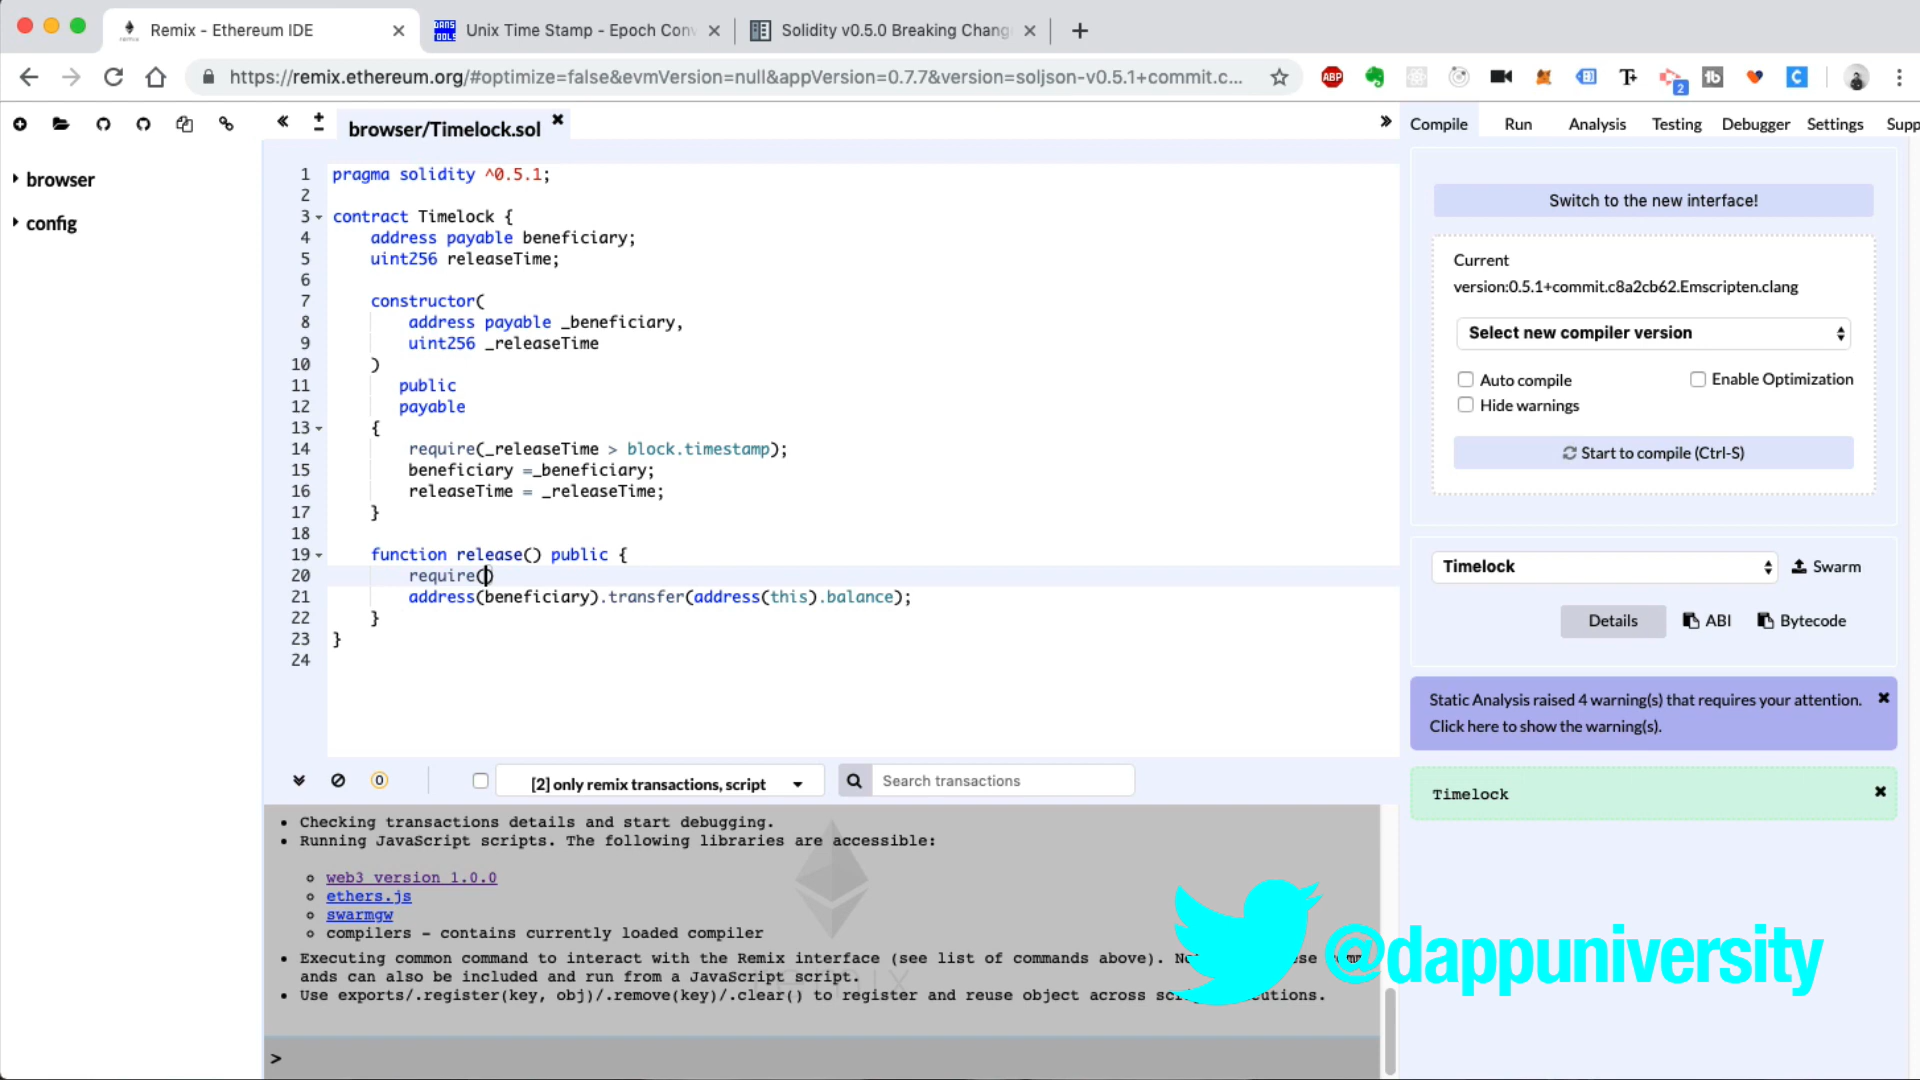 Remix - Ethereum IDE
Unix Time Stamp - Epoch Con
Solidity v0.5.0 Breaking Chang
https://remix.ethereum.org/#optimize=false&evmVersion=null&appVersion=0.7.7&version=soljson-v0.5.1+commit.c...
ABP
2
browser/Timelock.sol
Compile
Run
Analysis
Testing
Debugger
Settings
Supp
browser
config
1 pragma solidity ^0.5.1;
2
3 contract Timelock {
4 address payable beneficiary;
5 uint256 releaseTime;
6
7 constructor(
8 address payable _beneficiary,
9 uint256 _releaseTime
10 )
11 public
12 payable
13 {
14 require(_releaseTime > block.timestamp);
15 beneficiary =_beneficiary;
16 releaseTime = _releaseTime;
17 }
18
19 function release() public {
20 require()
21 address(beneficiary).transfer(address(this).balance);
22 }
23 }
24
Switch to the new interface!
Current
version:0.5.1+commit.c8a2cb62.Emscripten.clang
Select new compiler version
Auto compile
Enable Optimization
Hide warnings
Start to compile (Ctrl-S)
Timelock
Swarm
Details
ABI
Bytecode
Static Analysis raised 4 warning(s) that requires your attention.
Click here to show the warning(s).
Timelock
0
[2] only remix transactions, script
Search transactions
Checking transactions details and start debugging.
Running JavaScript scripts. The following libraries are accessible:
web3 version 1.0.0
ethers.js
swarmgw
compilers - contains currently loaded compiler
Executing common command to interact with the Remix interface (see list of commands above).
ands can also be included and run from a JavaScript script.
Use exports/.register(key, obj)/.remove(key)/.clear() to register and reuse object across
>
@dappuniversity